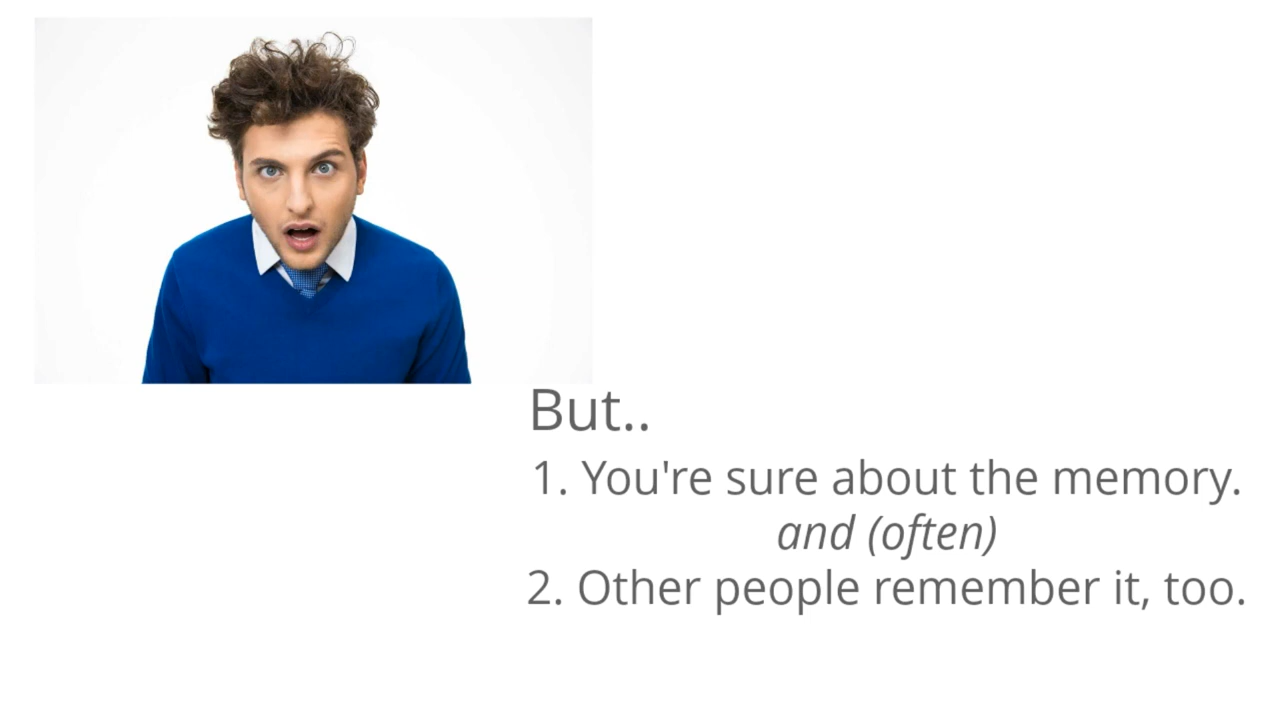 But..
1. You're sure about the memory.
and (often)
2. Other people remember it, too.